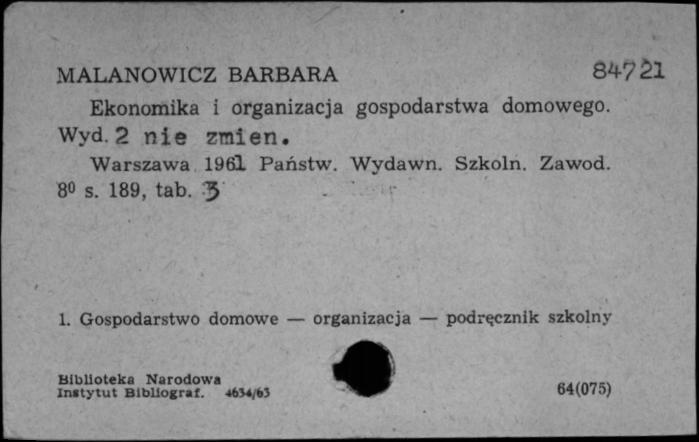 MALANOWICZ BARBARA 84721
Ekonomika i organizacja gospodarstwa domowego.
Wyd. 2 nie zmien.
Warszawa 1961 Państw. Wydawn. Szkoln. Zawod.
8⁰ s. 189, tab. 3
1. Gospodarstwo domowe — organizacja — podręcznik szkolny
Biblioteka Narodowa
Instytut Bibliograf. 4634/63 64(075)